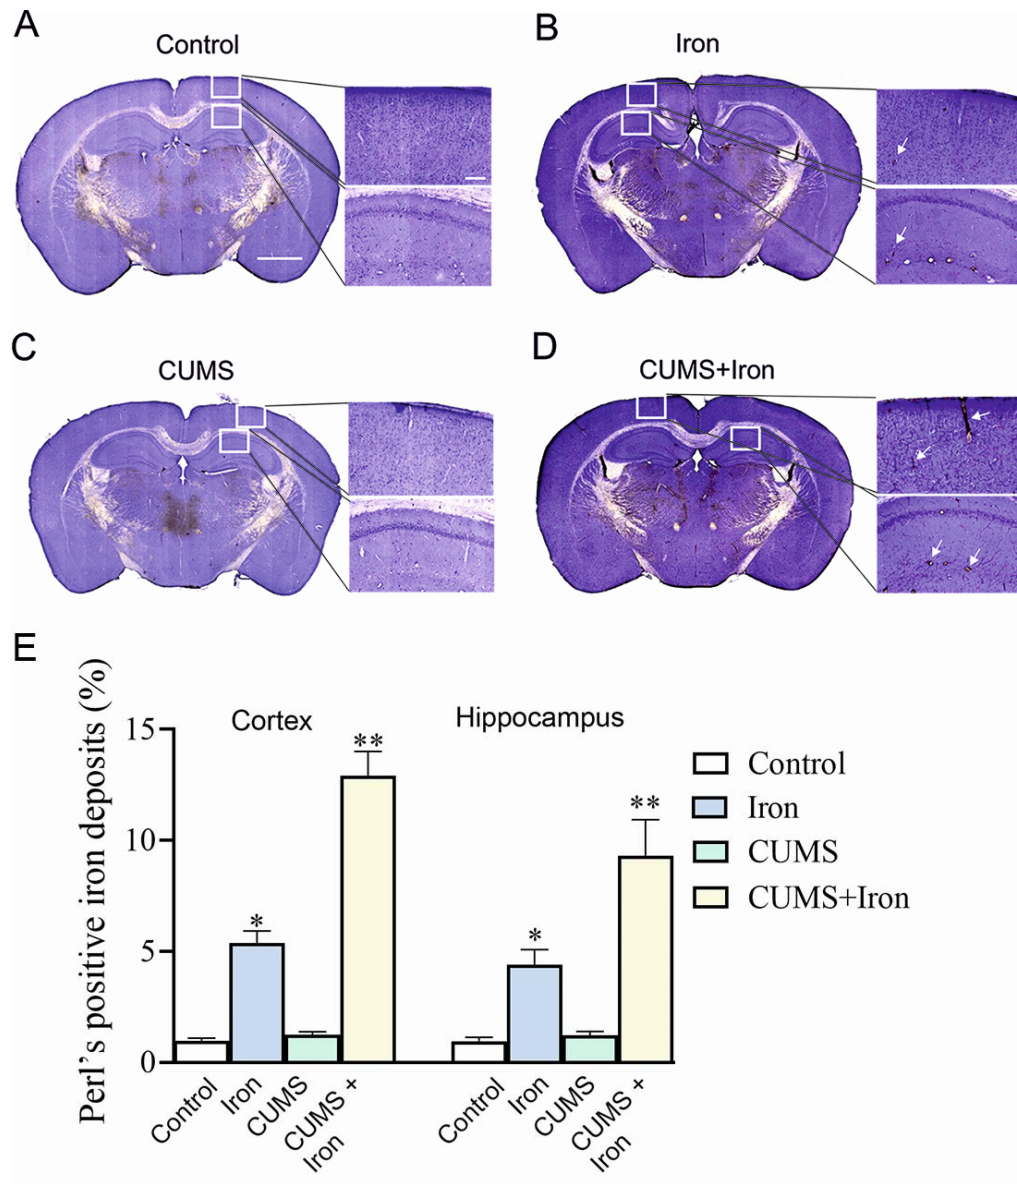 A
Control
B
Iron
C
CUMS
D
CUMS+Iron
E
Perl’s positive iron deposits (%)
Cortex
Hippocampus
15
10
5
0
**
*
**
*
Control
Iron
CUMS
CUMS+Iron
Control
Iron
CUMS
CUMS +
Iron
Control
Iron
CUMS
CUMS +
Iron